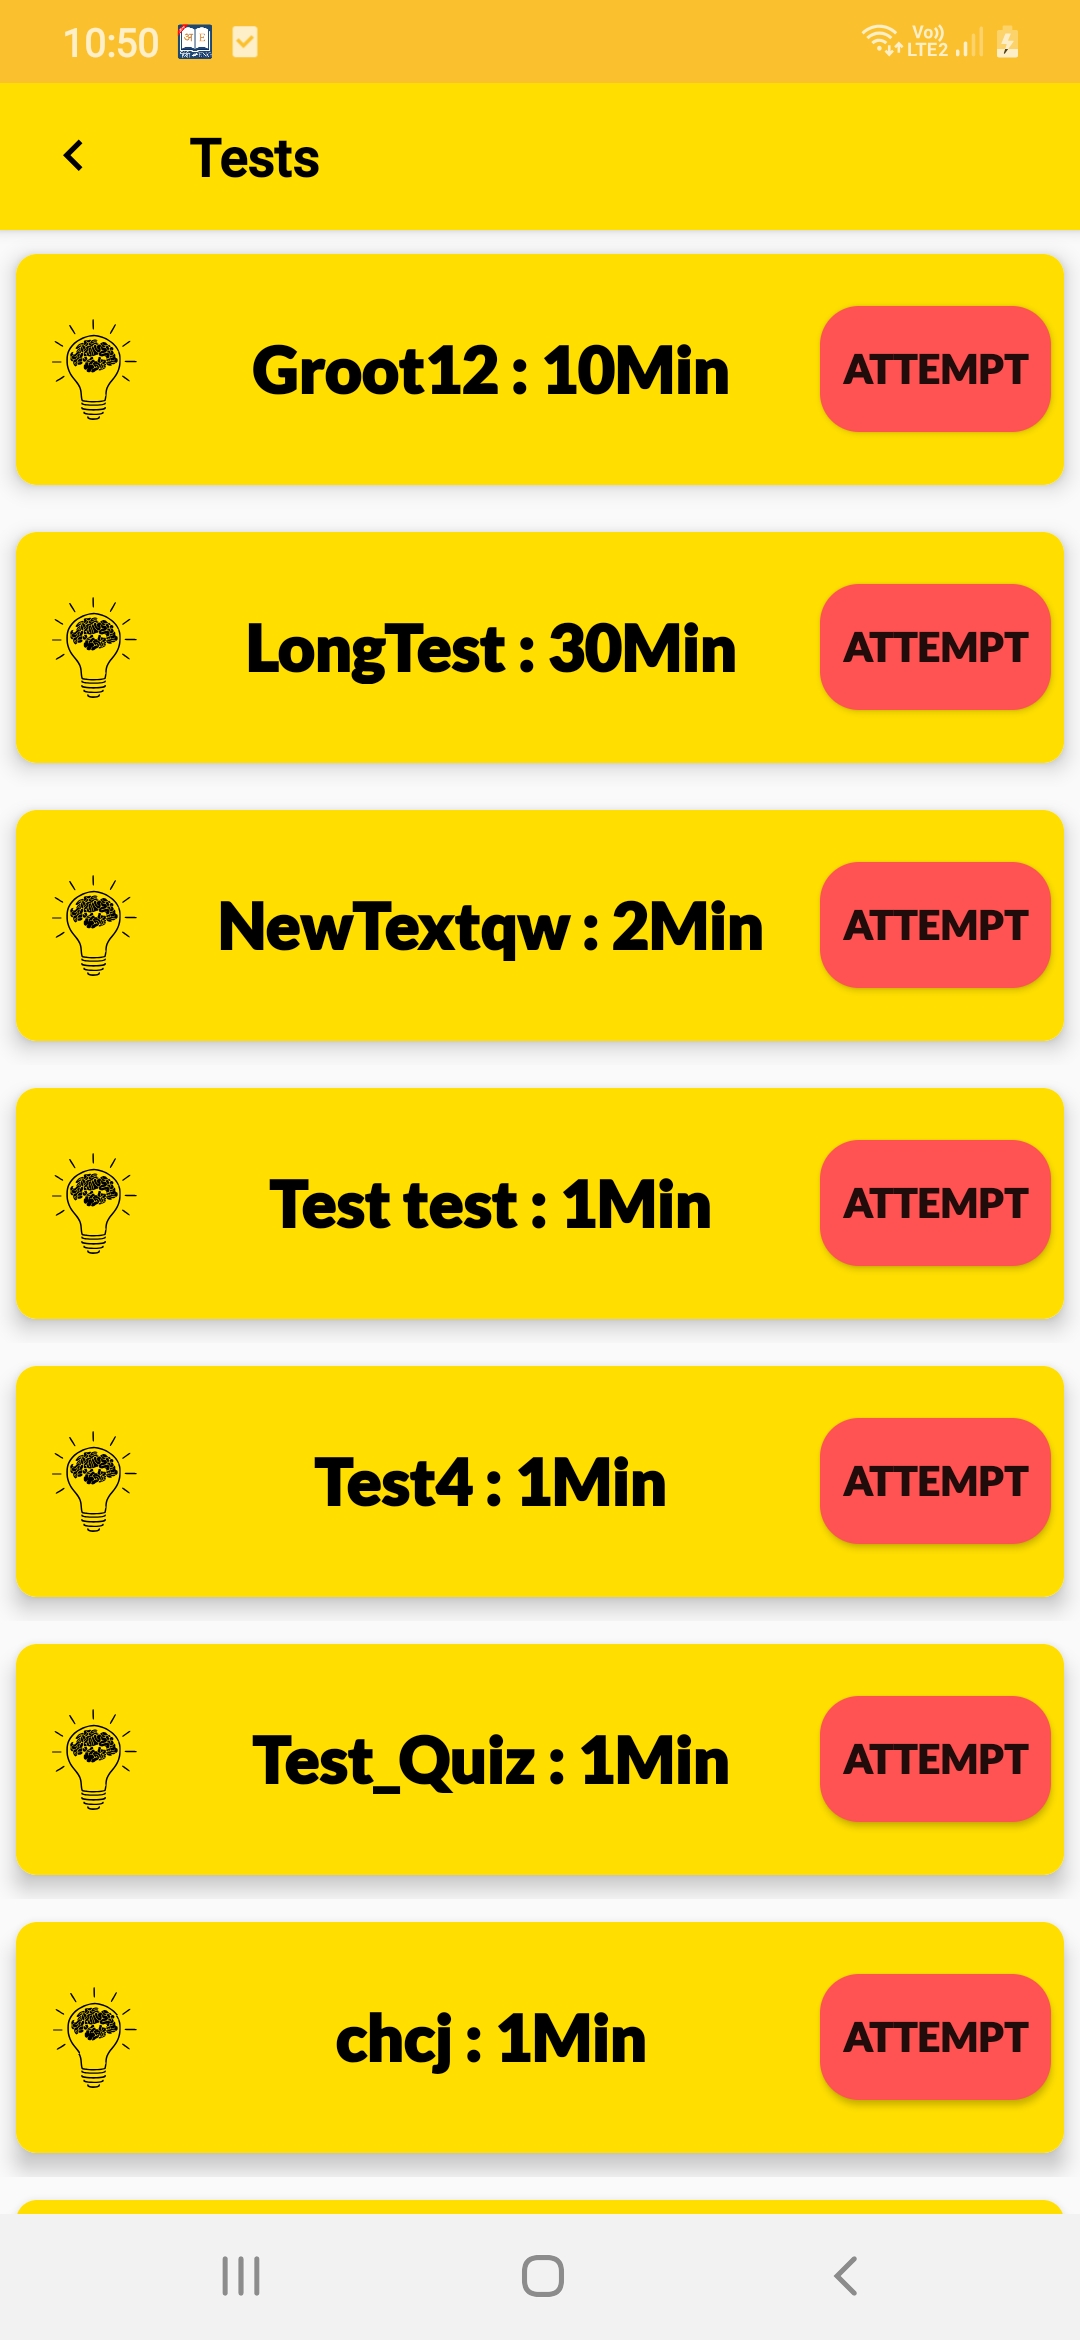 10:50
Vo))
LTE2
Tests
Groot12 : 10Min
ATTEMPT
LongTest : 30Min
ATTEMPT
NewTextqw : 2Min
ATTEMPT
Test test : 1Min
ATTEMPT
Test4 : 1Min
ATTEMPT
Test_Quiz : 1Min
ATTEMPT
chcj : 1Min
ATTEMPT